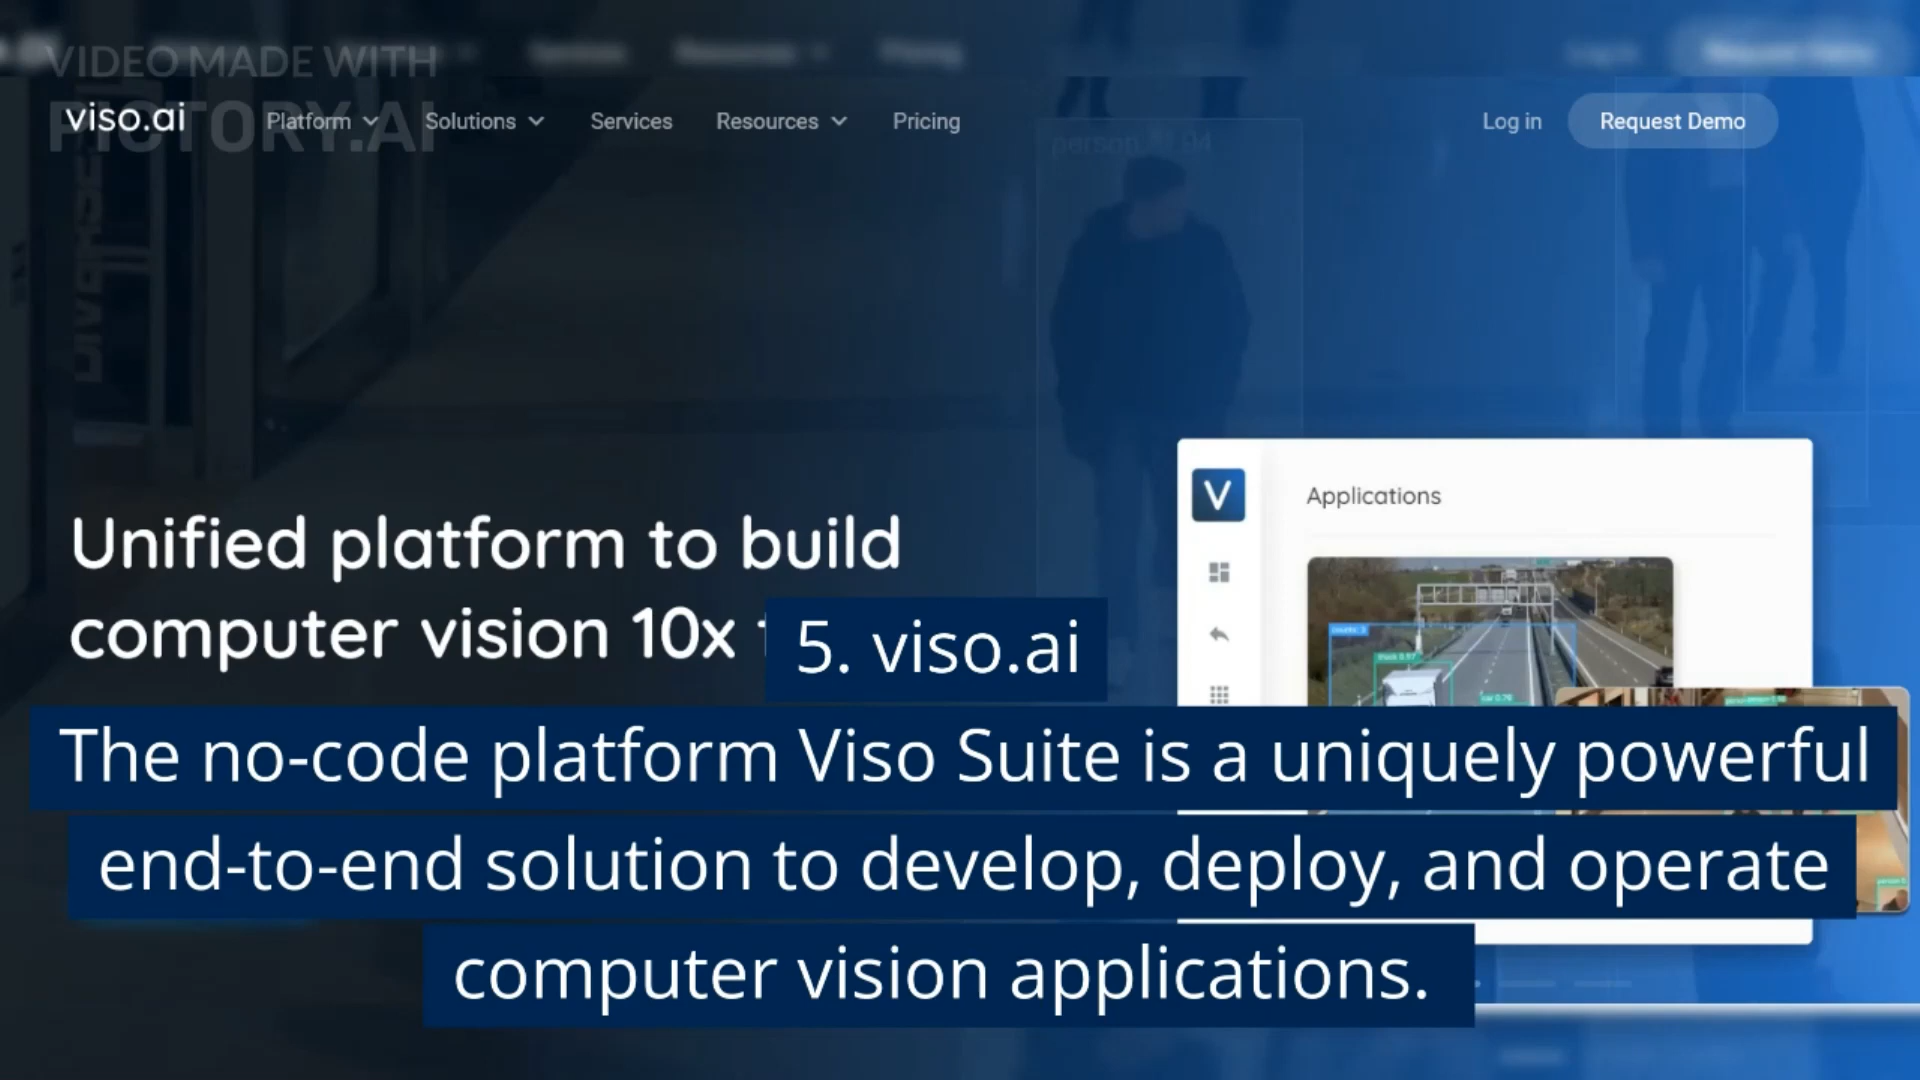 VIDEO MADE WITH
PICTORY.AI
viso.ai
Platform
Solutions
Services
Resources
Pricing
Log in
Request Demo
Unified platform to build
computer vision 10x
Applications
5. viso.ai
The no-code platform Viso Suite is a uniquely powerful
end-to-end solution to develop, deploy, and operate
computer vision applications.